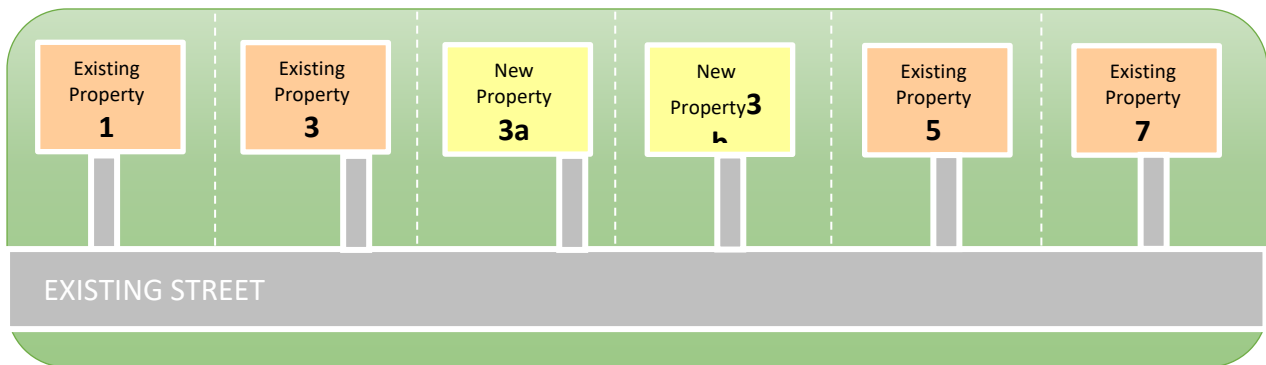 Existing
Property
1
Existing
Property
3
New
Property
3a
New
Property3
b
Existing
Property
5
Existing
Property
7
EXISTING STREET